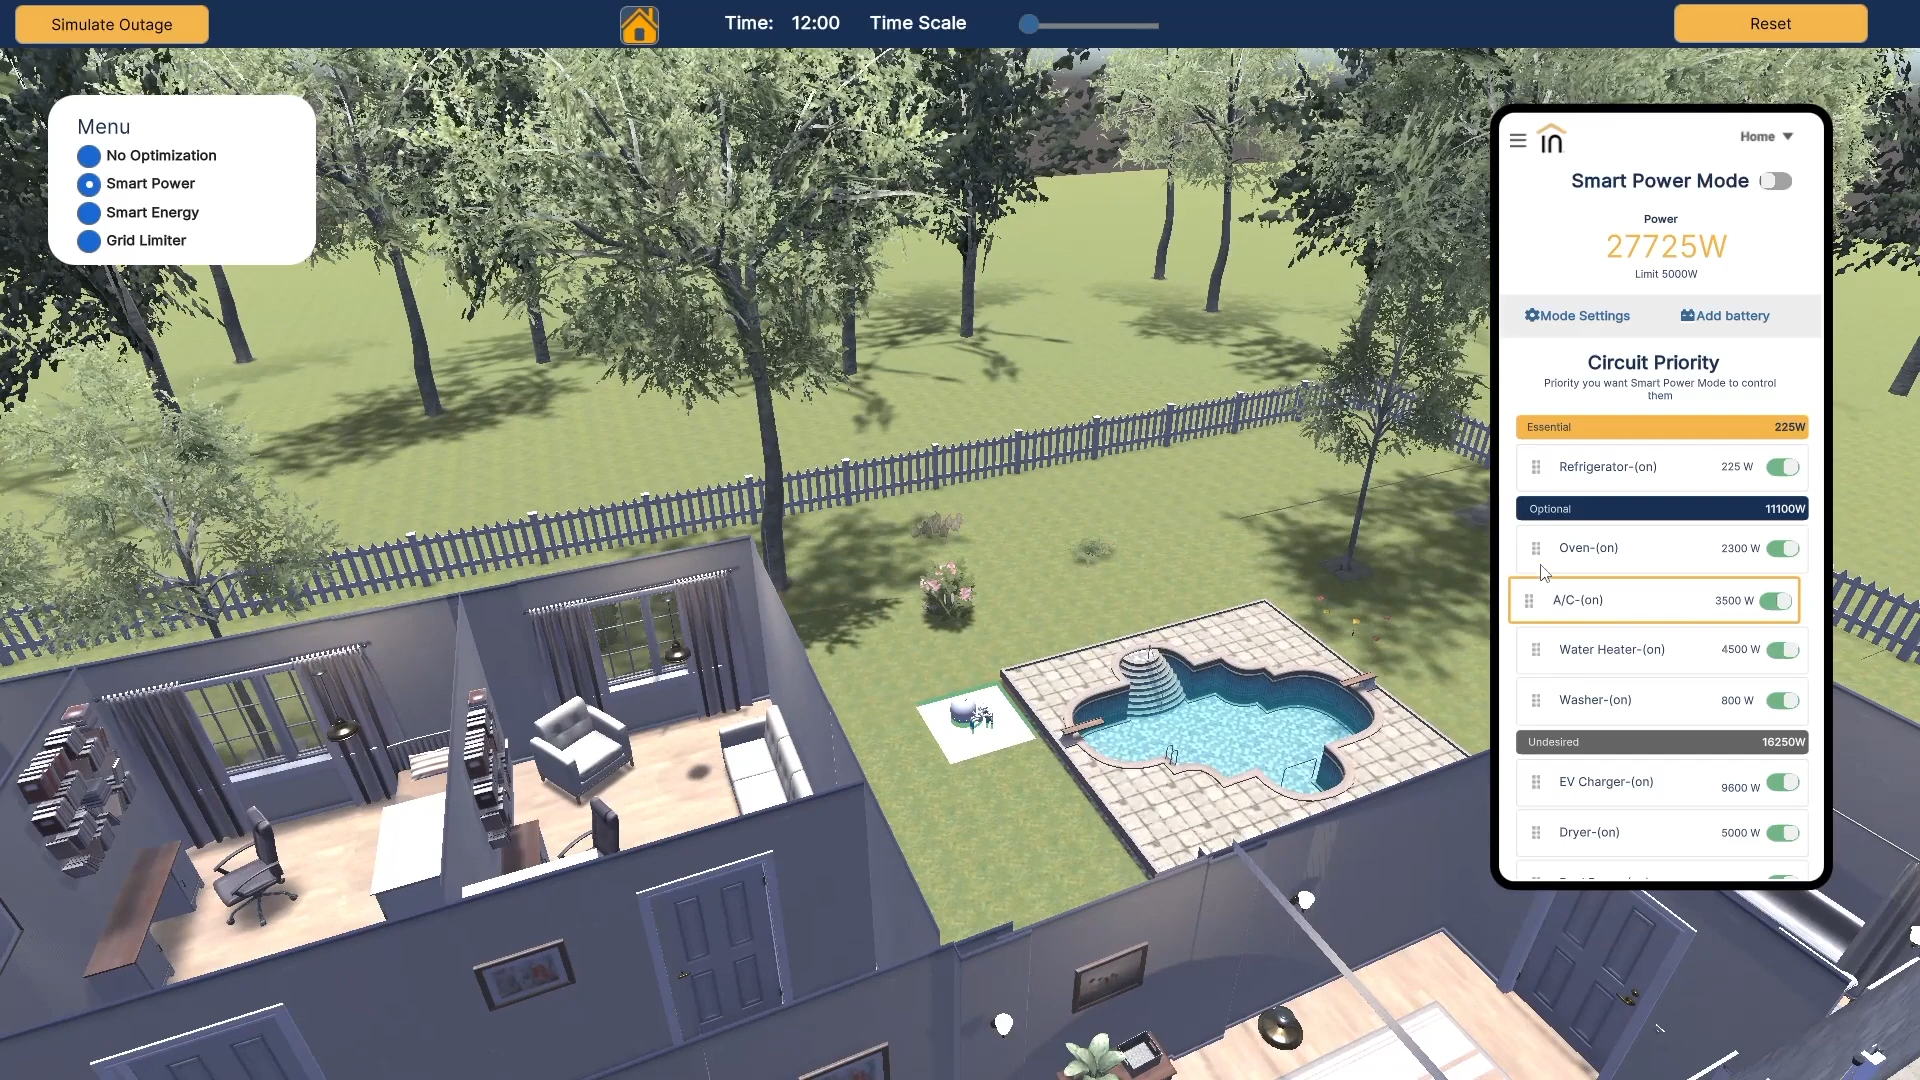 Simulate Outage
Time: 12:00 Time Scale
Reset
Menu
No Optimization
Smart Power
Smart Energy
Grid Limiter
in
Home
Smart Power Mode
Power
27725W
Limit 5000W
Mode Settings
Add battery
Circuit Priority
Priority you want Smart Power Mode to control
them
Essential 225W
Refrigerator-(on) 225 W
Optional 11100W
Oven-(on) 2300 W
A/C-(on) 3500 W
Water Heater-(on) 4500 W
Washer-(on) 800 W
Undesired 16250W
EV Charger-(on) 9600 W
Dryer-(on) 5000 W